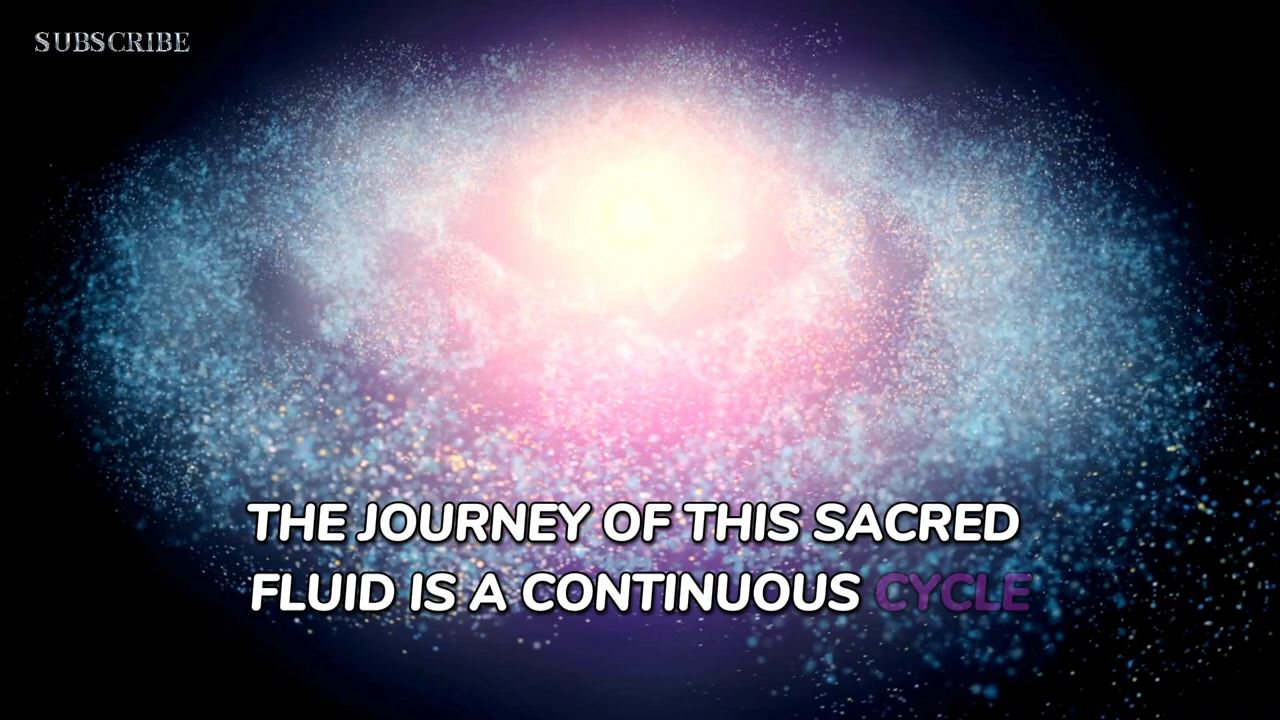 SUBSCRIBE
THE JOURNEY OF THIS SACRED
FLUID IS A CONTINUOUS CYCLE